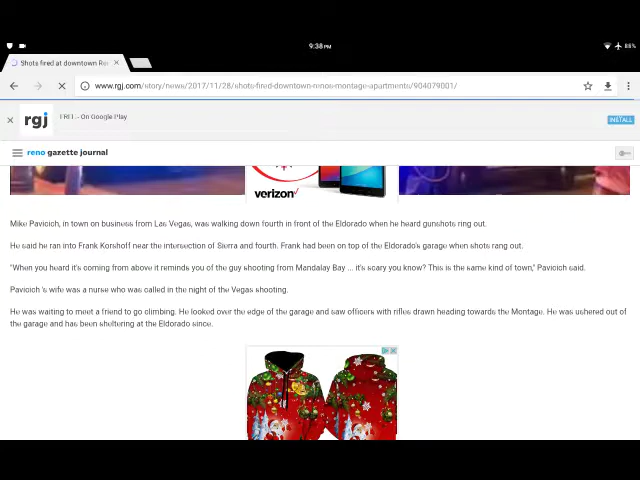 9:38 PM
88%
Shots fired at downtown Ren
www.rgj.com/story/news/2017/11/28/shots-fired-downtown-renos-montage-apartments/904079001/
rgj
FREE - On Google Play
INSTALL
reno gazette journal
verizon
Mike Pavicich, in town on business from Las Vegas, was walking down fourth in front of the Eldorado when he heard gunshots ring out.
He said he ran into Frank Korshoff near the intersection of Sierra and fourth. Frank had been on top of the Eldorado's garage when shots rang out.
"When you heard it's coming from above it reminds you of the guy shooting from Mandalay Bay ... it's scary you know? This is the same kind of town," Pavicich said.
Pavicich 's wife was a nurse who was called in the night of the Vegas shooting.
He was waiting to meet a friend to go climbing. He looked over the edge of the garage and saw officers with rifles drawn heading towards the Montage. He was ushered out of
the garage and has been sheltering at the Eldorado since.